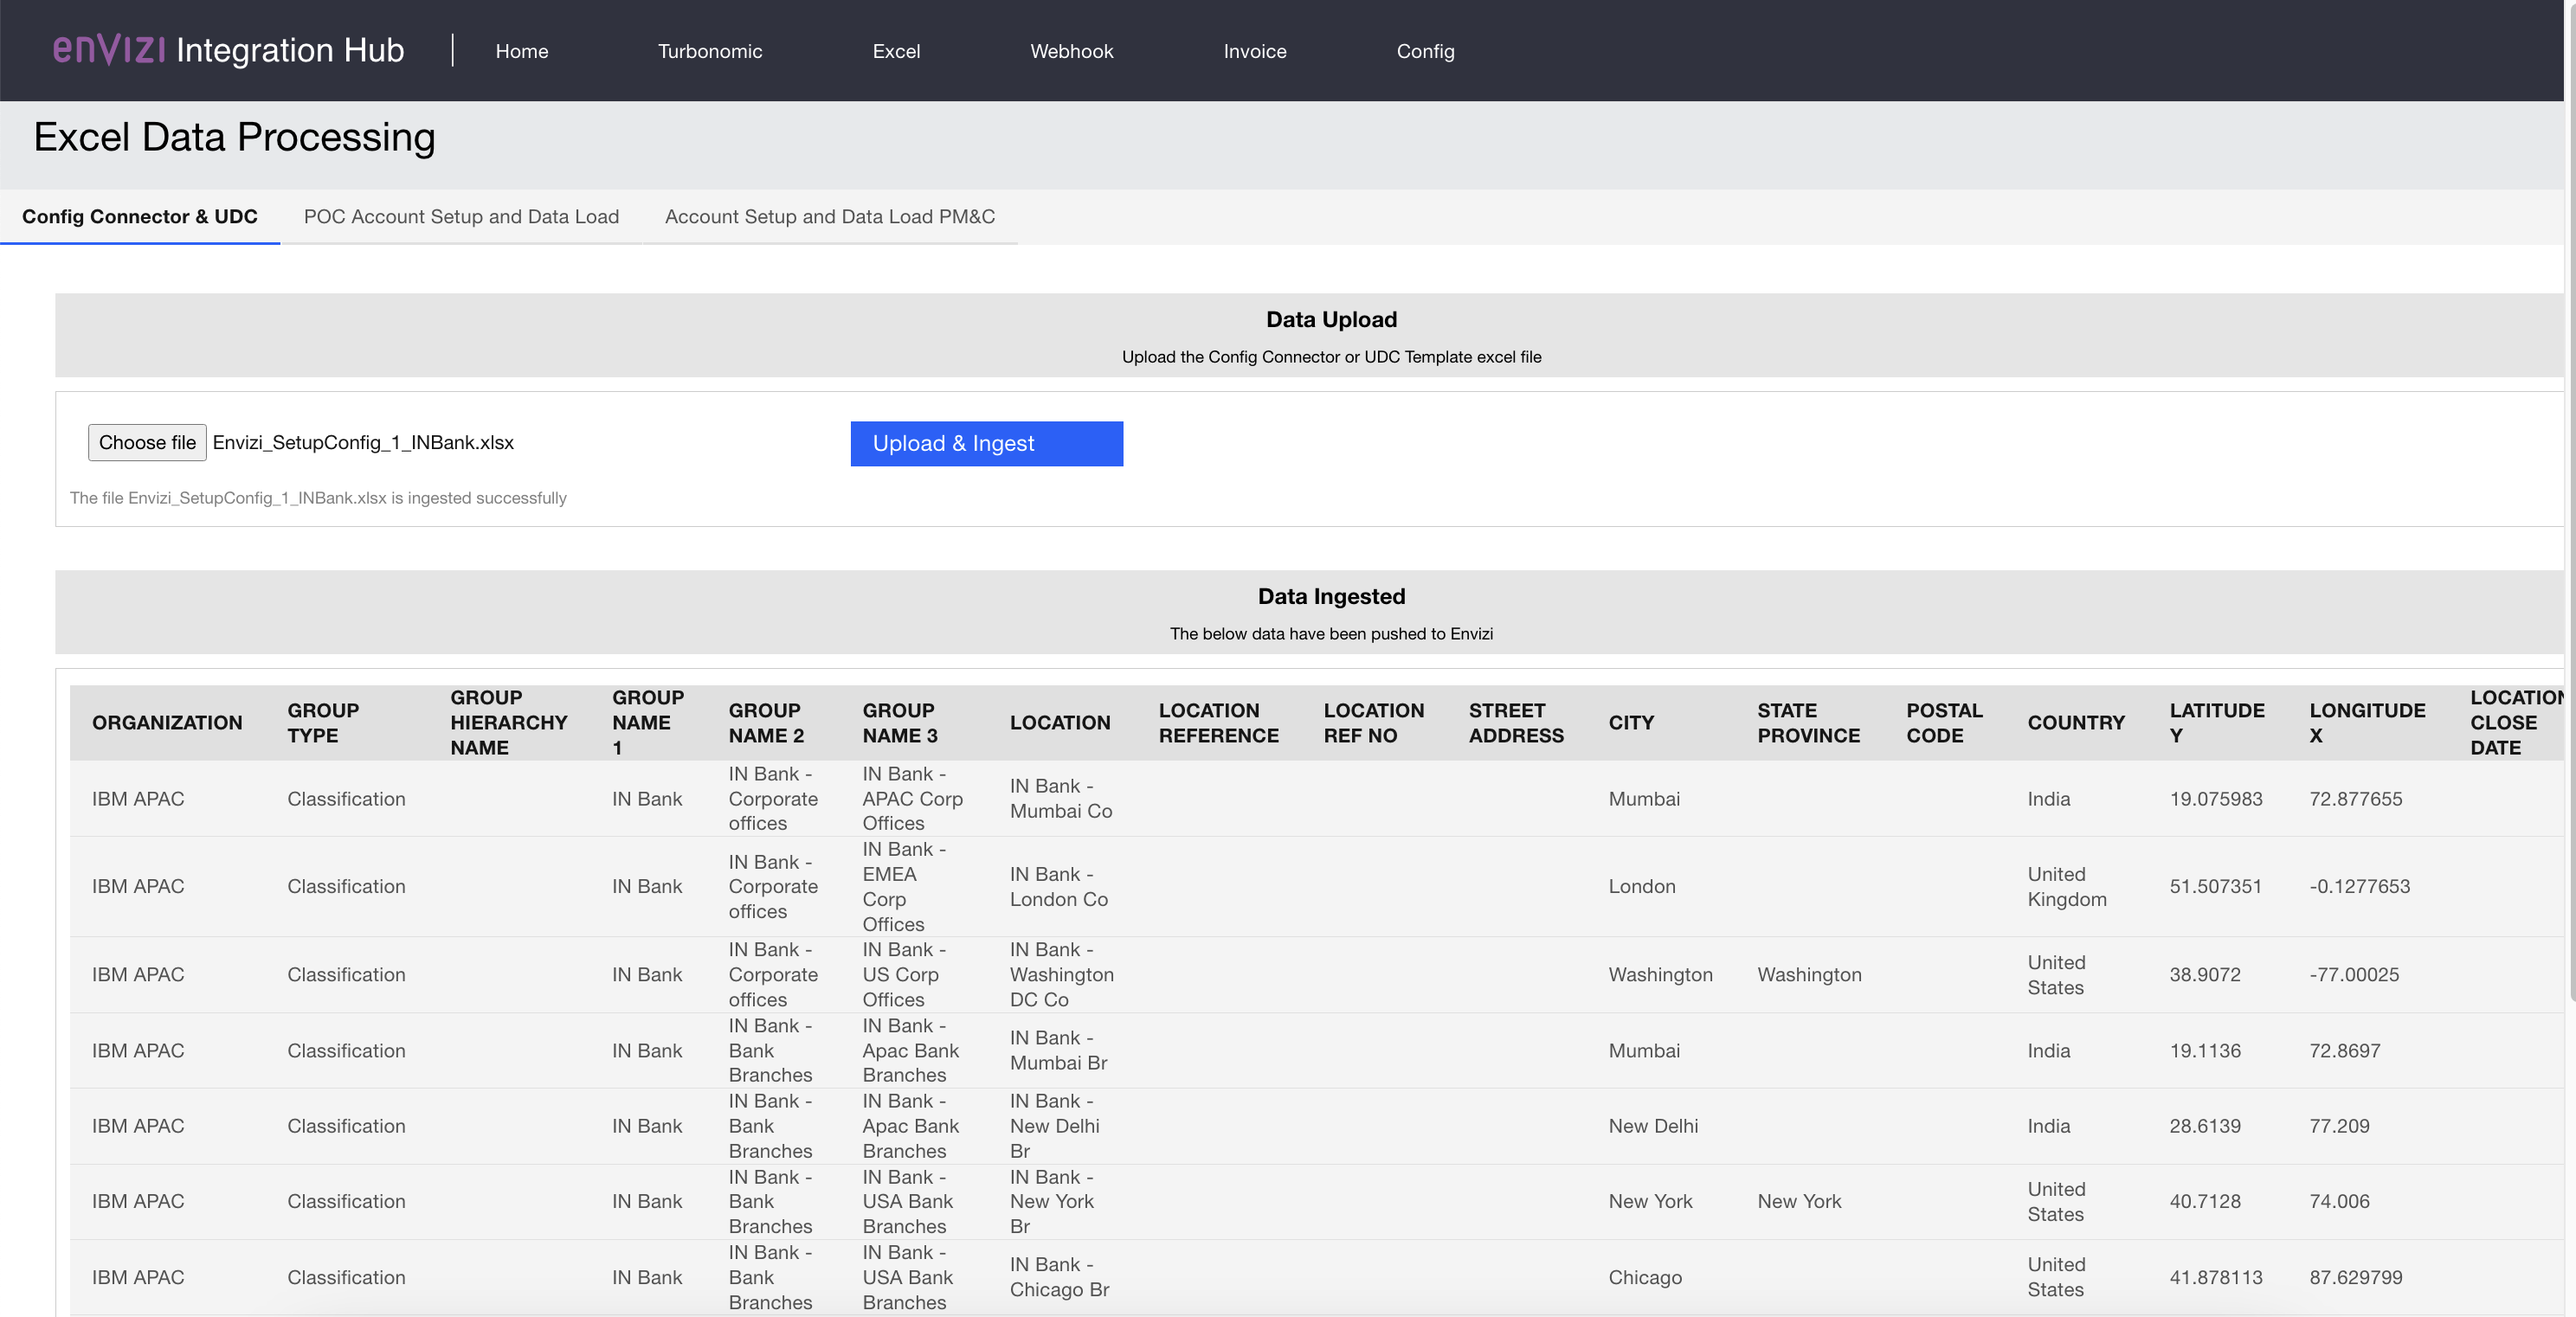 enVizi Integration Hub Home Turbonomic Excel Webhook Invoice Config
Excel Data Processing
Config Connector & UDC POC Account Setup and Data Load Account Setup and Data Load PM&C
Data Upload
Upload the Config Connector or UDC Template excel file
Choose file Envizi_SetupConfig_1_INBank.xlsx Upload & Ingest
The file Envizi_SetupConfig_1_INBank.xlsx is ingested successfully
Data Ingested
The below data have been pushed to Envizi
ORGANIZATION GROUP TYPE GROUP HIERARCHY NAME GROUP NAME 1 GROUP NAME 2 GROUP NAME 3 LOCATION LOCATION REFERENCE LOCATION REF NO STREET ADDRESS CITY STATE PROVINCE POSTAL CODE COUNTRY LATITUDE Y LONGITUDE X LOCATION CLOSE DATE
IBM APAC Classification IN Bank IN Bank - Corporate offices IN Bank - APAC Corp Offices IN Bank - Mumbai Co Mumbai India 19.075983 72.877655
IBM APAC Classification IN Bank IN Bank - Corporate offices IN Bank - EMEA Corp Offices IN Bank - London Co London United Kingdom 51.507351 -0.1277653
IBM APAC Classification IN Bank IN Bank - Corporate offices IN Bank - US Corp Offices IN Bank - Washington DC Co Washington Washington United States 38.9072 -77.00025
IBM APAC Classification IN Bank IN Bank - Bank Branches IN Bank - Apac Bank Branches IN Bank - Mumbai Br Mumbai India 19.1136 72.8697
IBM APAC Classification IN Bank IN Bank - Bank Branches IN Bank - Apac Bank Branches IN Bank - New Delhi Br New Delhi India 28.6139 77.209
IBM APAC Classification IN Bank IN Bank - Bank Branches IN Bank - USA Bank Branches IN Bank - New York Br New York New York United States 40.7128 74.006
IBM APAC Classification IN Bank IN Bank - Bank Branches IN Bank - USA Bank Branches IN Bank - Chicago Br Chicago United States 41.878113 87.629799